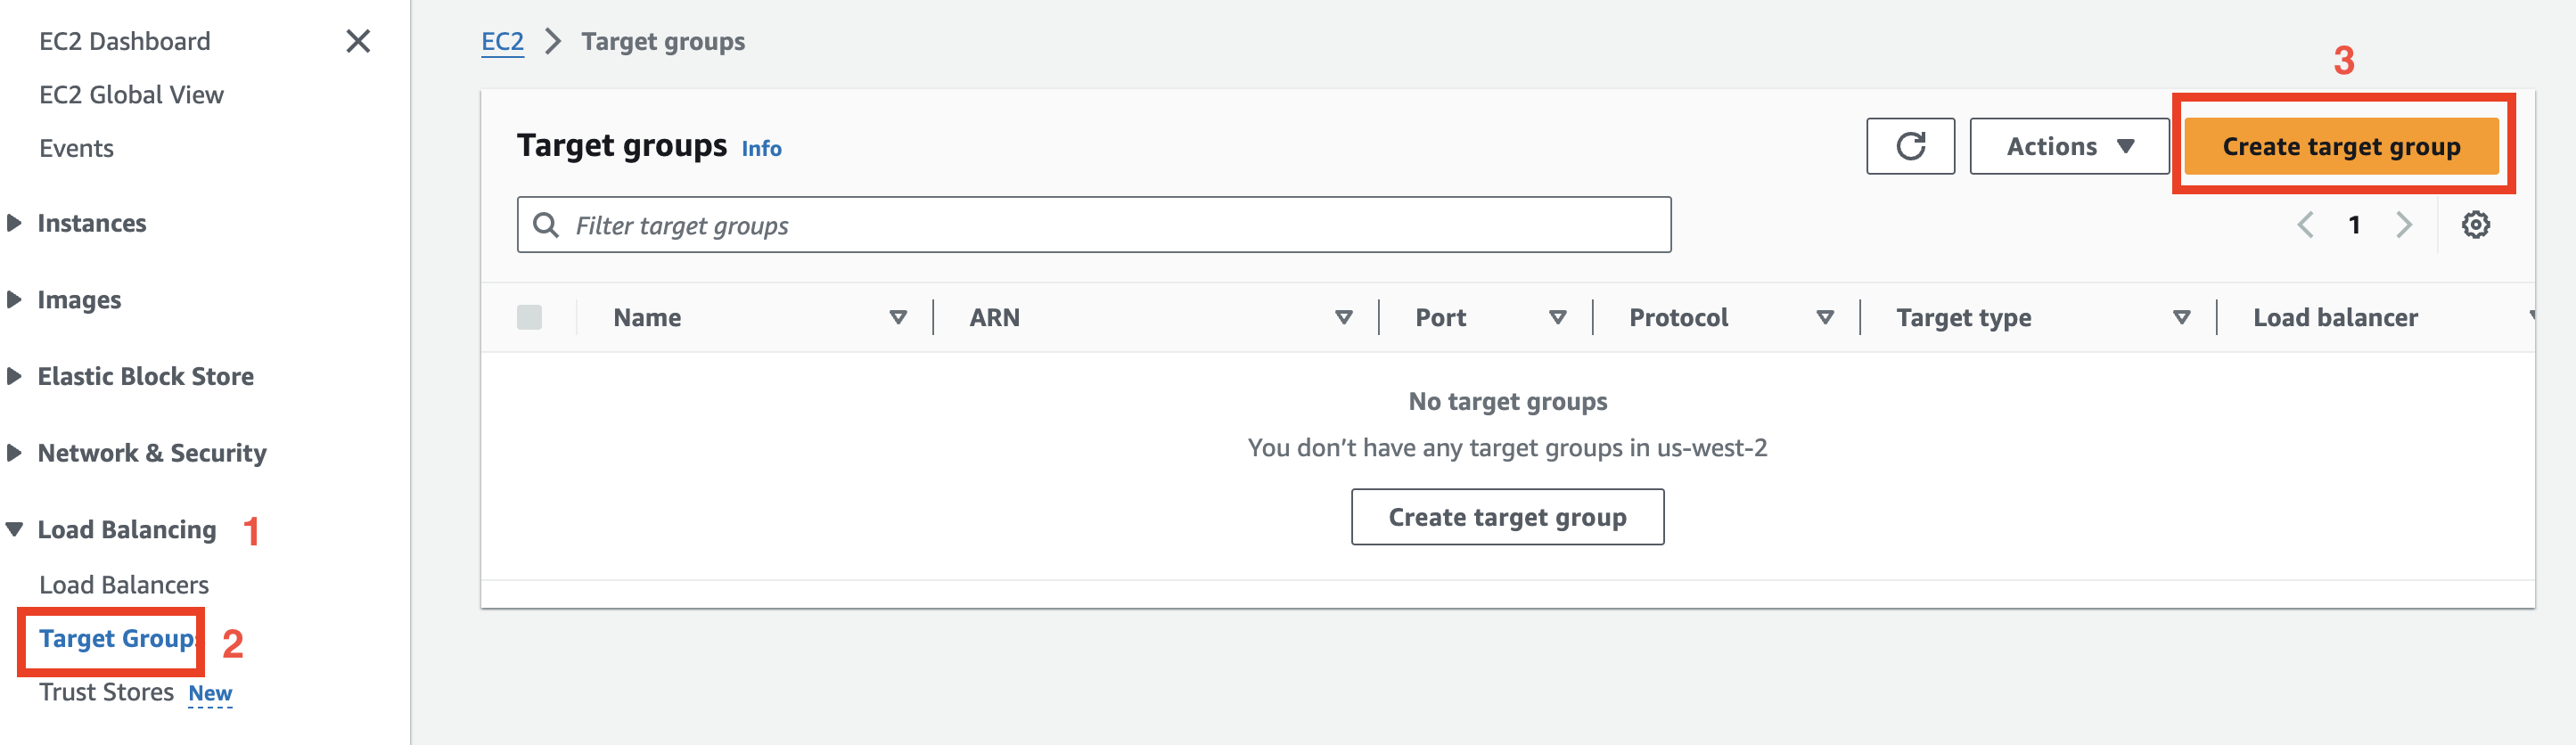 EC2 Dashboard
EC2 Global View
Events
Instances
Images
Elastic Block Store
Network & Security
Load Balancing 1
Load Balancers
Target Groups 2
Trust Stores New
EC2 > Target groups
3
Target groups Info
Actions
Create target group
Filter target groups
1
Name ARN Port Protocol Target type Load balancer
No target groups
You don’t have any target groups in us-west-2
Create target group